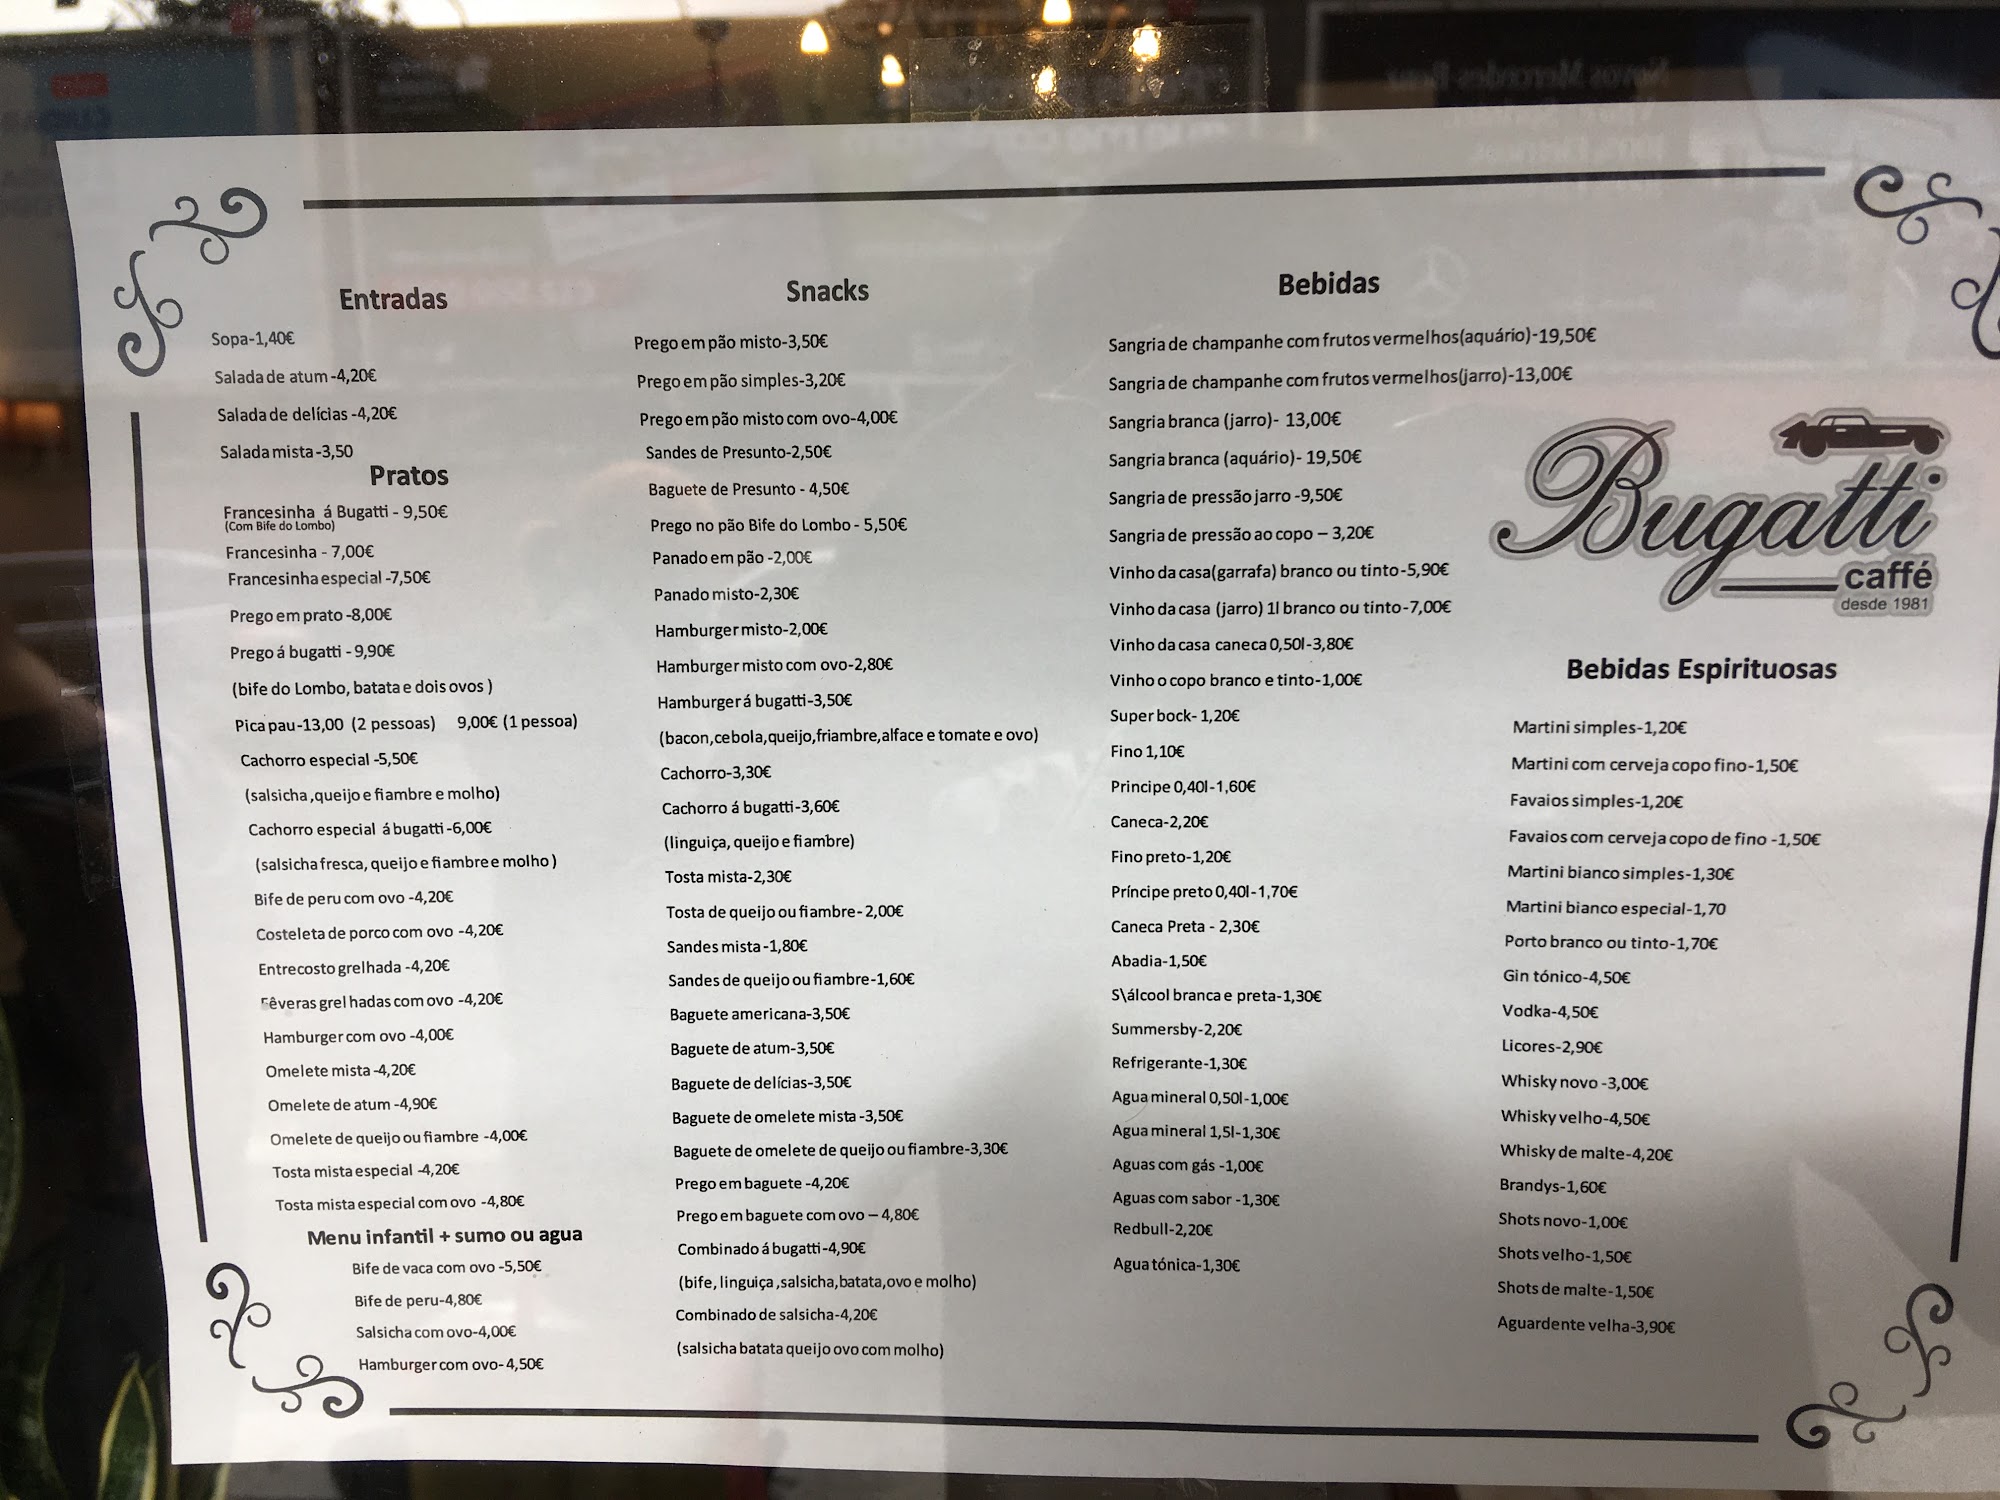 Entradas
Sopa-1,40€
Salada de atum -4,20€
Salada de delícias -4,20€
Salada mista -3,50
Pratos
Francesinha á Bugatti - 9,50€
(Com Bife do Lombo)
Francesinha - 7,00€
Francesinha especial -7,50€
Prego em prato -8,00€
Prego á bugatti - 9,90€
(bife do Lombo, batata e dois ovos )
Pica pau-13,00 (2 pessoas) 9,00€ (1 pessoa)
Cachorro especial -5,50€
(salsicha ,queijo e fiambre e molho)
Cachorro especial á bugatti -6,00€
(salsicha fresca, queijo e fiambre e molho )
Bife de peru com ovo -4,20€
Costeleta de porco com ovo -4,20€
Entrecosto grelhada -4,20€
Fêveras grel hadas com ovo -4,20€
Hamburger com ovo -4,00€
Omelete mista -4,20€
Omelete de atum -4,90€
Omelete de queijo ou fiambre -4,00€
Tosta mista especial -4,20€
Tosta mista especial com ovo -4,80€
Menu infantil + sumo ou agua
Bife de vaca com ovo -5,50€
Bife de peru-4,80€
Salsicha com ovo-4,00€
Hamburger com ovo- 4,50€
Snacks
Prego em pão misto-3,50€
Prego em pão simples-3,20€
Prego em pão misto com ovo-4,00€
Sandes de Presunto-2,50€
Baguete de Presunto - 4,50€
Prego no pão Bife do Lombo - 5,50€
Panado em pão -2,00€
Panado misto-2,30€
Hamburger misto-2,00€
Hamburger misto com ovo-2,80€
Hamburger á bugatti-3,50€
(bacon,cebola,queijo,friambre,alface e tomate e ovo)
Cachorro-3,30€
Cachorro á bugatti-3,60€
(linguiça, queijo e fiambre)
Tosta mista-2,30€
Tosta de queijo ou fiambre- 2,00€
Sandes mista -1,80€
Sandes de queijo ou fiambre-1,60€
Baguete americana-3,50€
Baguete de atum-3,50€
Baguete de delícias-3,50€
Baguete de omelete mista -3,50€
Baguete de omelete de queijo ou fiambre-3,30€
Prego em baguete -4,20€
Prego em baguete com ovo – 4,80€
Combinado á bugatti-4,90€
(bife, linguiça ,salsicha,batata,ovo e molho)
Combinado de salsicha-4,20€
(salsicha batata queijo ovo com molho)
Bebidas
Sangria de champanhe com frutos vermelhos(aquário)-19,50€
Sangria de champanhe com frutos vermelhos(jarro)-13,00€
Sangria branca (jarro)- 13,00€
Sangria branca (aquário)- 19,50€
Sangria de pressão jarro -9,50€
Sangria de pressão ao copo – 3,20€
Vinho da casa(garrafa) branco ou tinto-5,90€
Vinho da casa (jarro) 1l branco ou tinto-7,00€
Vinho da casa caneca 0,50l-3,80€
Vinho o copo branco e tinto-1,00€
Super bock- 1,20€
Fino 1,10€
Principe 0,40l-1,60€
Caneca-2,20€
Fino preto-1,20€
Príncipe preto 0,40l-1,70€
Caneca Preta - 2,30€
Abadia-1,50€
S\álcool branca e preta-1,30€
Summersby-2,20€
Refrigerante-1,30€
Agua mineral 0,50l-1,00€
Agua mineral 1,5l-1,30€
Aguas com gás -1,00€
Aguas com sabor -1,30€
Redbull-2,20€
Agua tónica-1,30€
Bugatti
caffé
desde 1981
Bebidas Espirituosas
Martini simples-1,20€
Martini com cerveja copo fino-1,50€
Favaios simples-1,20€
Favaios com cerveja copo de fino -1,50€
Martini bianco simples-1,30€
Martini bianco especial-1,70
Porto branco ou tinto-1,70€
Gin tónico-4,50€
Vodka-4,50€
Licores-2,90€
Whisky novo -3,00€
Whisky velho-4,50€
Whisky de malte-4,20€
Brandys-1,60€
Shots novo-1,00€
Shots velho-1,50€
Shots de malte-1,50€
Aguardente velha-3,90€